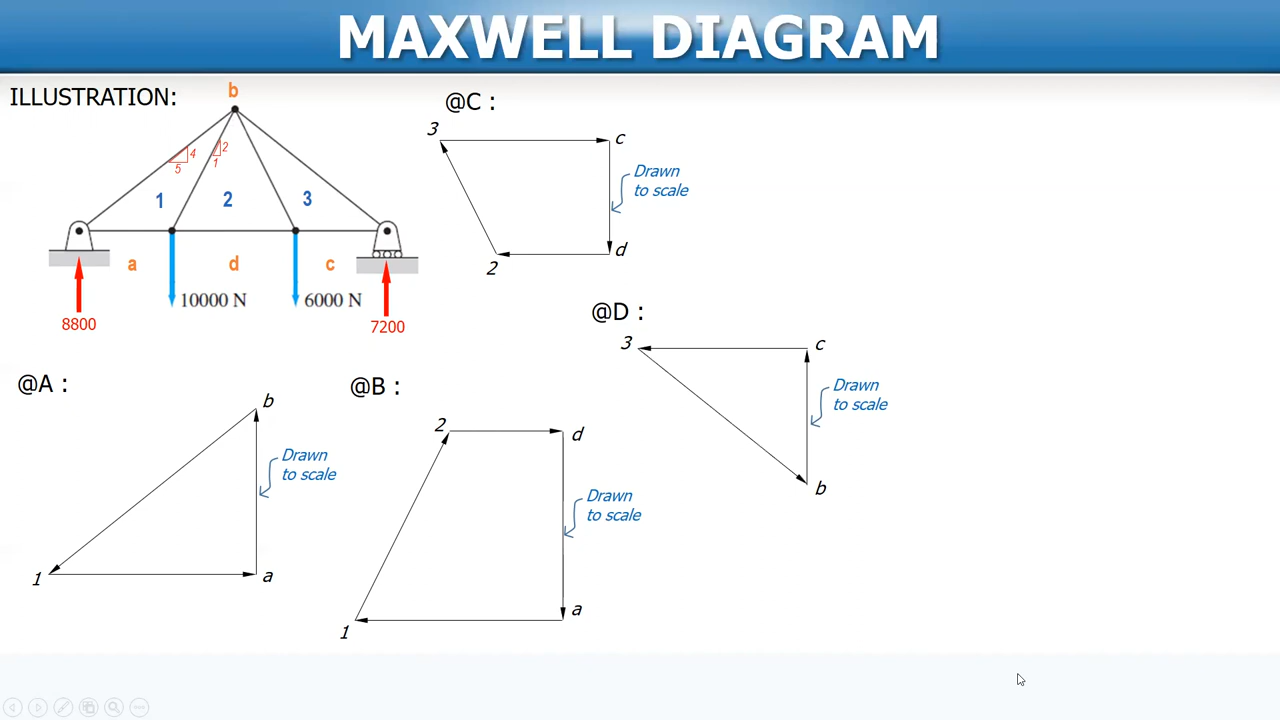 MAXWELL DIAGRAM
ILLUSTRATION:
b
4
5
2
1
1
2
3
a
d
c
10000 N
6000 N
8800
7200
@C :
3
c
Drawn
to scale
d
2
@D :
3
c
Drawn
to scale
b
@A :
b
Drawn
to scale
1
a
@B :
2
d
Drawn
to scale
a
1